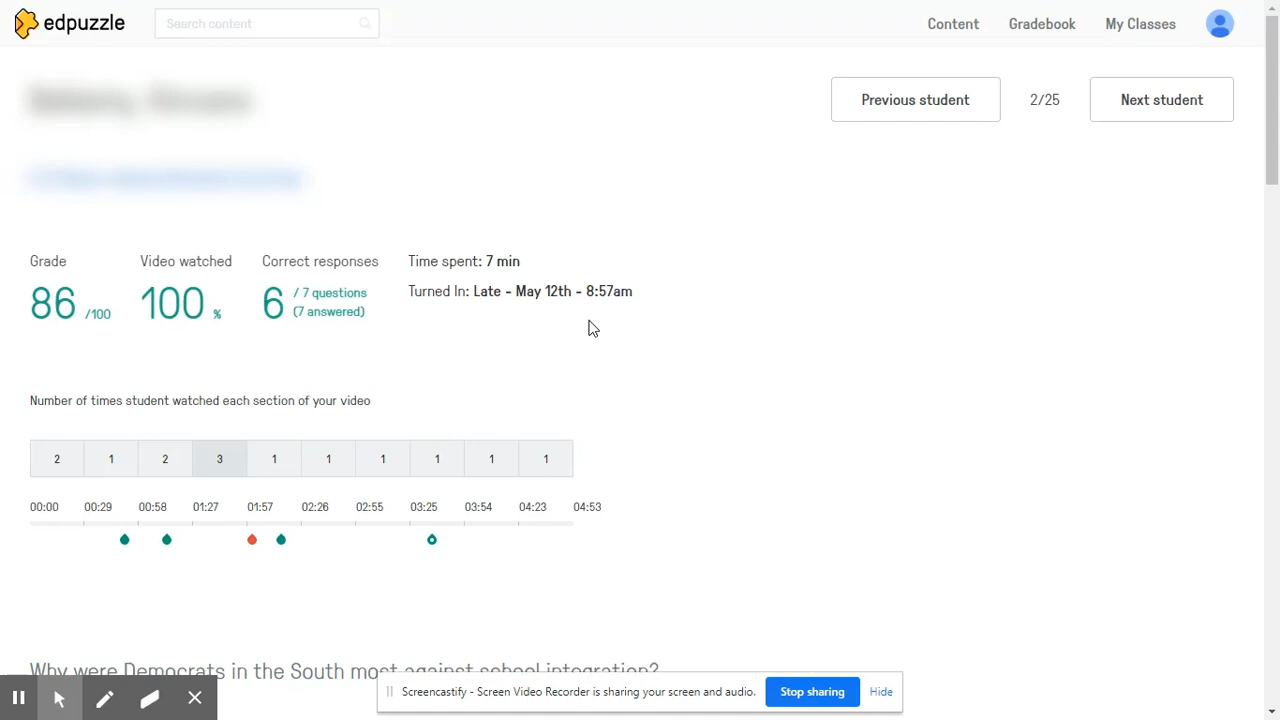 edpuzzle
Search content
Content
Gradebook
My Classes
Previous student
2/25
Next student
Grade
Video watched
Correct responses
Time spent: 7 min
86 /100
100 %
6 / 7 questions
(7 answered)
Turned In: Late - May 12th - 8:57am
Number of times student watched each section of your video
2 1 2 3 1 1 1 1 1 1
00:00 00:29 00:58 01:27 01:57 02:26 02:55 03:25 03:54 04:23 04:53
Why were Democrats in the South most against school integration?
Screencastify - Screen Video Recorder is sharing your screen and audio.
Stop sharing
Hide